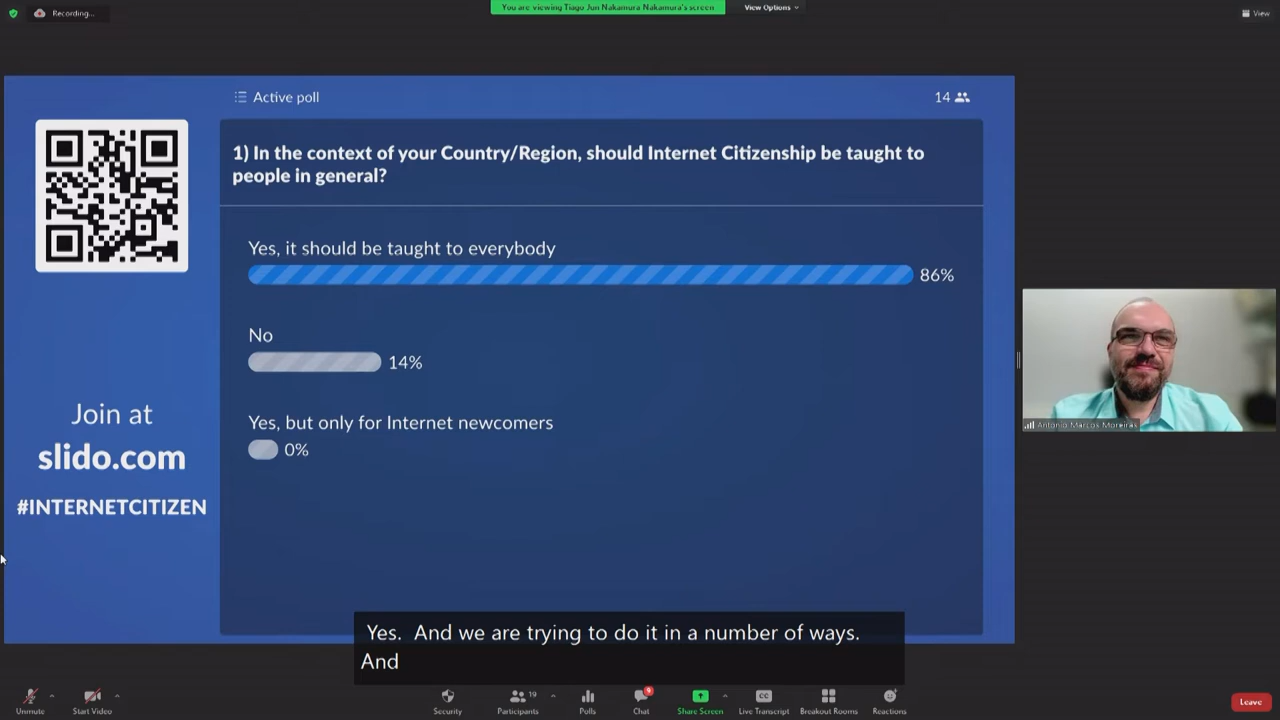 Recording...
You are viewing Tiago Jun Nakamura Nakamura's screen
View Options
View
Active poll
14
1) In the context of your Country/Region, should Internet Citizenship be taught to
people in general?
Yes, it should be taught to everybody
86%
No
14%
Yes, but only for Internet newcomers
0%
Join at
slido.com
#INTERNETCITIZEN
Antonio Marcos Moreiras
Yes. And we are trying to do it in a number of ways.
And
Unmute
Start Video
Security
Participants
19
Polls
Chat
Share Screen
CC
Live Transcript
Breakout Rooms
Reactions
Leave